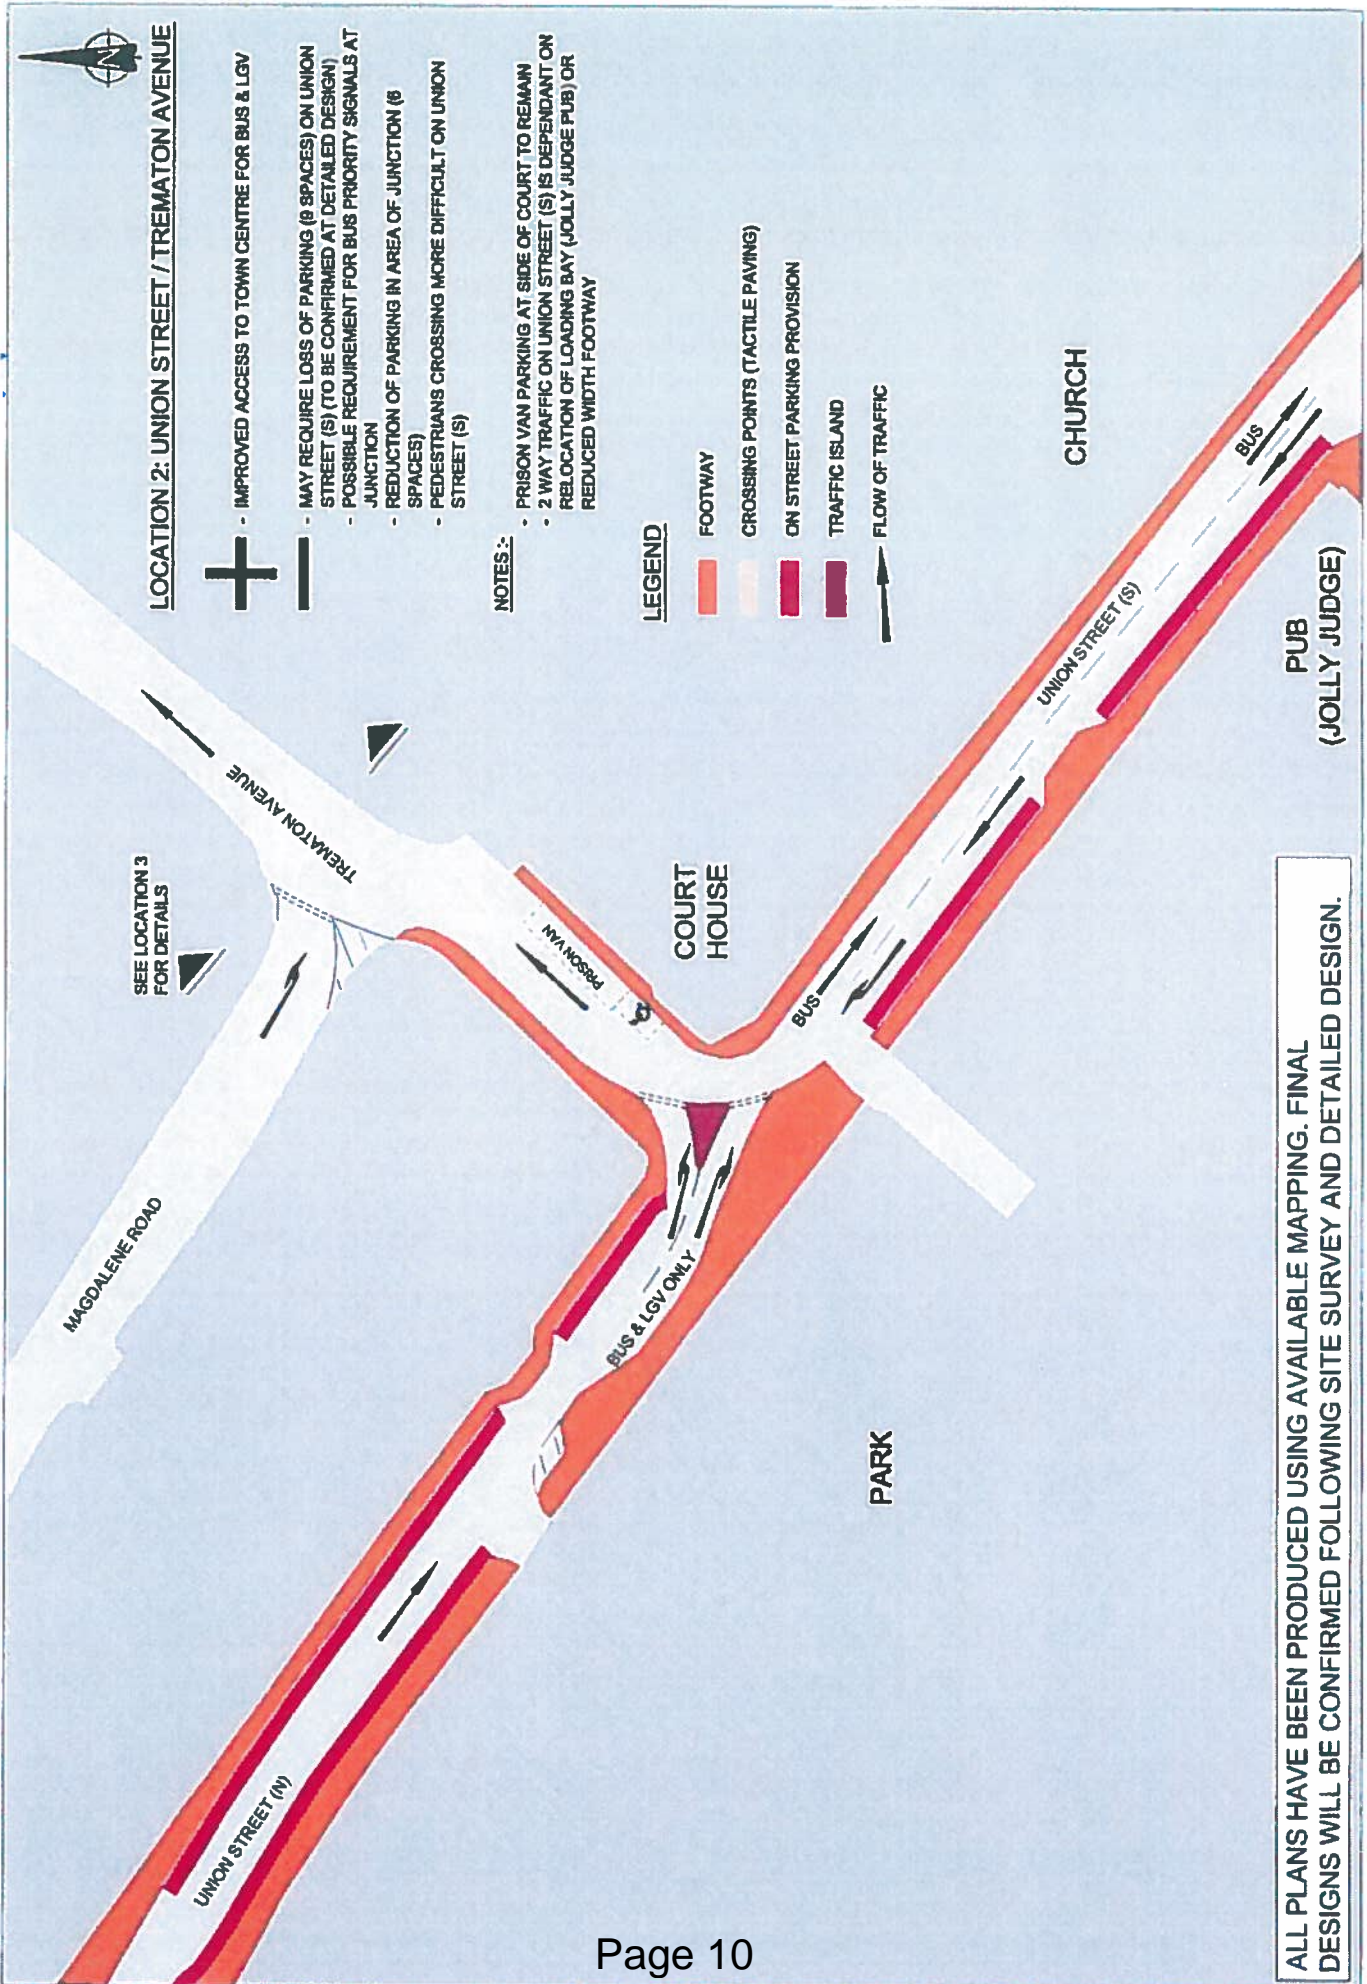 LOCATION 2: UNION STREET / TREMATON AVENUE
N
- IMPROVED ACCESS TO TOWN CENTRE FOR BUS & LGV
- MAY REQUIRE LOSS OF PARKING (9 SPACES) ON UNION
STREET (S) (TO BE CONFIRMED AT DETAILED DESIGN)
- POSSIBLE REQUIREMENT FOR BUS PRIORITY SIGNALS AT
JUNCTION
- REDUCTION OF PARKING IN AREA OF JUNCTION (6
SPACES)
- PEDESTRIANS CROSSING MORE DIFFICULT ON UNION
STREET (S)
NOTES:-
- PRISON VAN PARKING AT SIDE OF COURT TO REMAIN
- 2 WAY TRAFFIC ON UNION STREET (S) IS DEPENDANT ON
RELOCATION OF LOADING BAY (JOLLY JUDGE PUB) OR
REDUCED WIDTH FOOTWAY
LEGEND
FOOTWAY
CROSSING POINTS (TACTILE PAVING)
ON STREET PARKING PROVISION
TRAFFIC ISLAND
FLOW OF TRAFFIC
SEE LOCATION 3
FOR DETAILS
TREMATON AVENUE
MAGDALENE ROAD
PRISON VAN
COURT
HOUSE
CHURCH
BUS
UNION STREET (S)
BUS
PUB
(JOLLY JUDGE)
BUS & LGV ONLY
PARK
UNION STREET (N)
ALL PLANS HAVE BEEN PRODUCED USING AVAILABLE MAPPING. FINAL
DESIGNS WILL BE CONFIRMED FOLLOWING SITE SURVEY AND DETAILED DESIGN.
Page 10